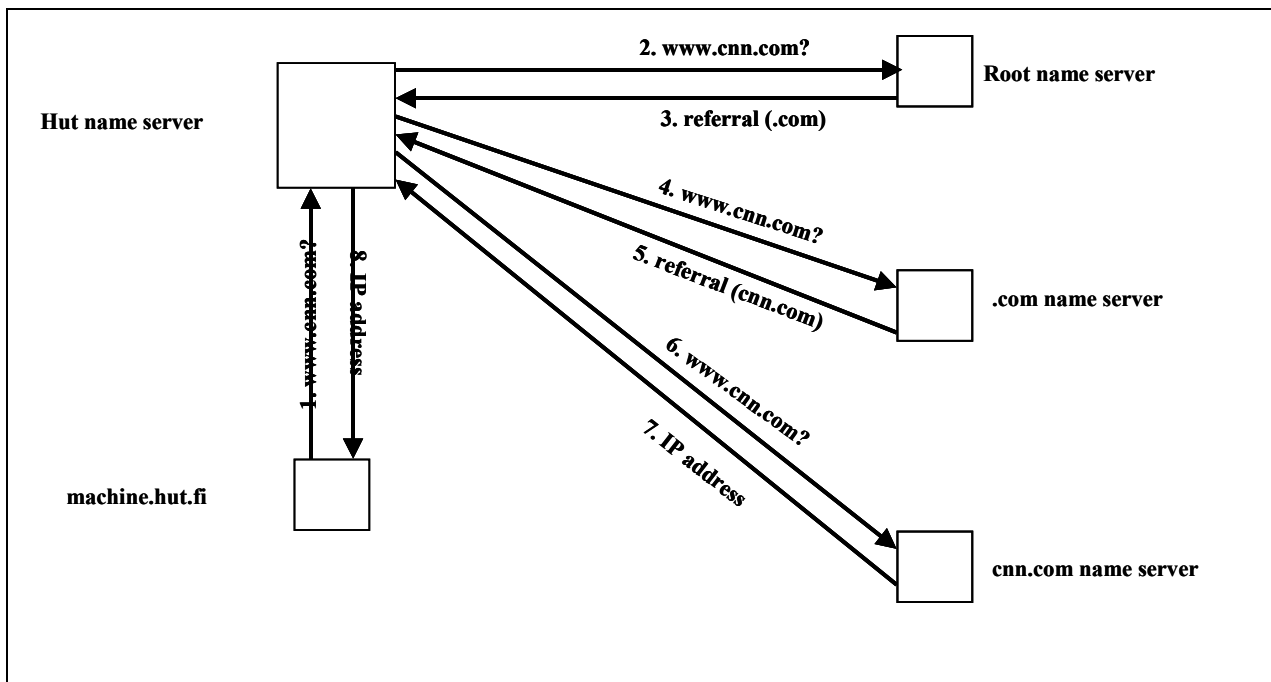 2. www.cnn.com?
Root name server
Hut name server
3. referral (.com)
4. www.cnn.com?
5. referral (cnn.com)
.com name server
1. www.cnn.com?
8. IP address
6. www.cnn.com?
7. IP address
machine.hut.fi
cnn.com name server